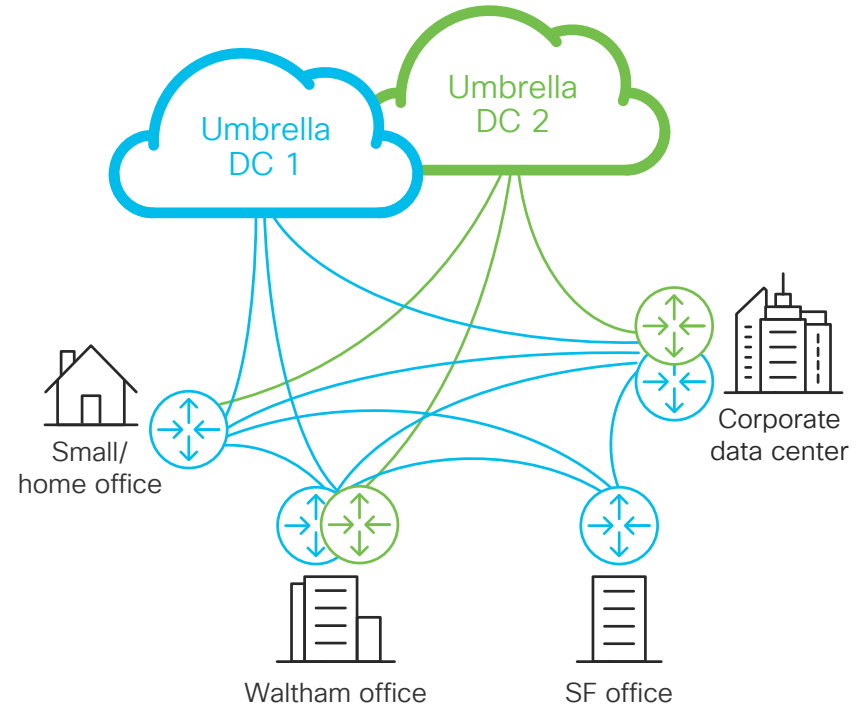 Umbrella
DC 1
Umbrella
DC 2
Small/
home office
Corporate
data center
Waltham office
SF office